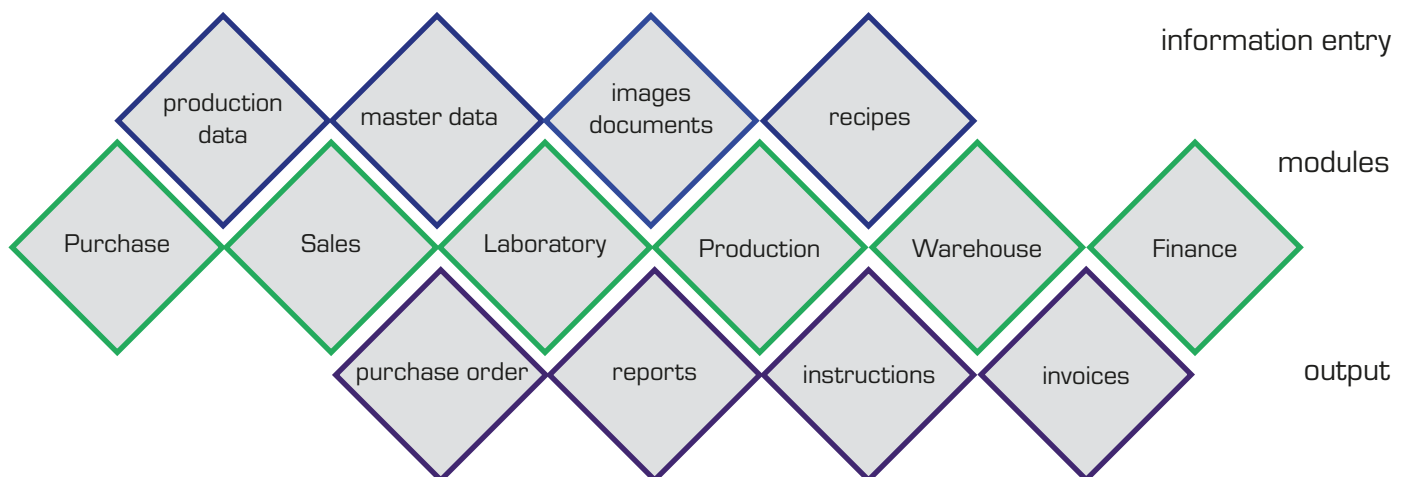 information entry
production
data
master data
images
documents
recipes
modules
Purchase
Sales
Laboratory
Production
Warehouse
Finance
purchase order
reports
instructions
invoices
output